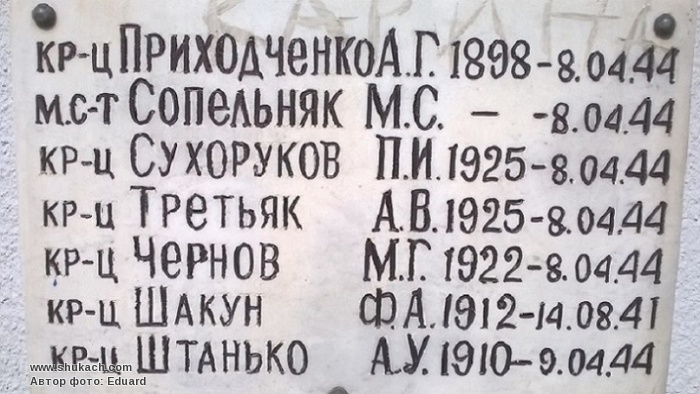 КАРИНА
кр-ц Приходченко А.Г. 1898-8.04.44
м.с-т Сопельняк М.С. – -8.04.44
кр-ц Сухоруков П.И. 1925-8.04.44
кр-ц Третьяк А.В. 1925-8.04.44
кр-ц Чернов М.Г. 1922-8.04.44
кр-ц Шакун Ф.А. 1912-14.08.41
кр-ц Штанько А.У. 1910-9.04.44
www.shukach.com
Автор фото: Eduard